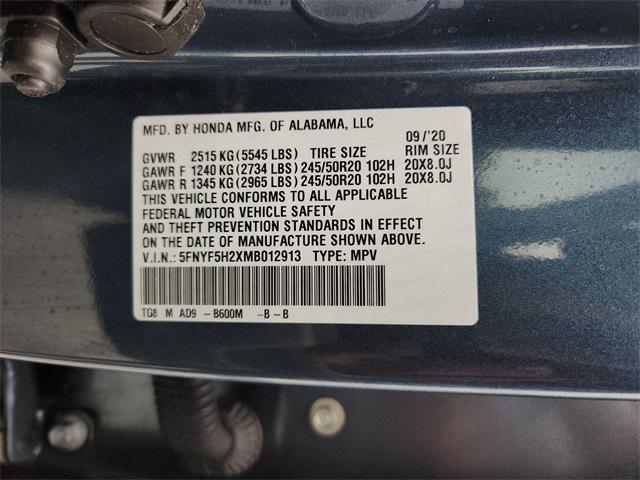 MFD. BY HONDA MFG. OF ALABAMA, LLC
09/'20
GVWR 2515 KG (5545 LBS) TIRE SIZE RIM SIZE
GAWR F 1240 KG (2734 LBS) 245/50R20 102H 20X8.0J
GAWR R 1345 KG (2965 LBS) 245/50R20 102H 20X8.0J
THIS VEHICLE CONFORMS TO ALL APPLICABLE
FEDERAL MOTOR VEHICLE SAFETY
AND THEFT PREVENTION STANDARDS IN EFFECT
ON THE DATE OF MANUFACTURE SHOWN ABOVE.
V.I.N.: 5FNYF5H2XMB012913 TYPE: MPV
TG8 M AD9 -B600M -B-B